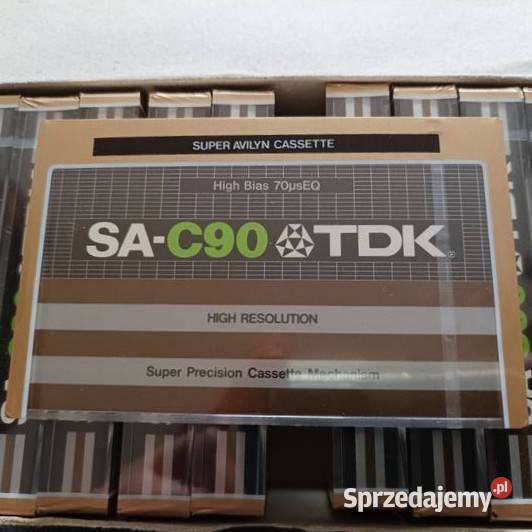 SUPER AVILYN CASSETTE
High Bias 70µsEQ
SA-C90 TDK®
HIGH RESOLUTION
Super Precision Cassette Mechanism
Sprzedajemy.pl